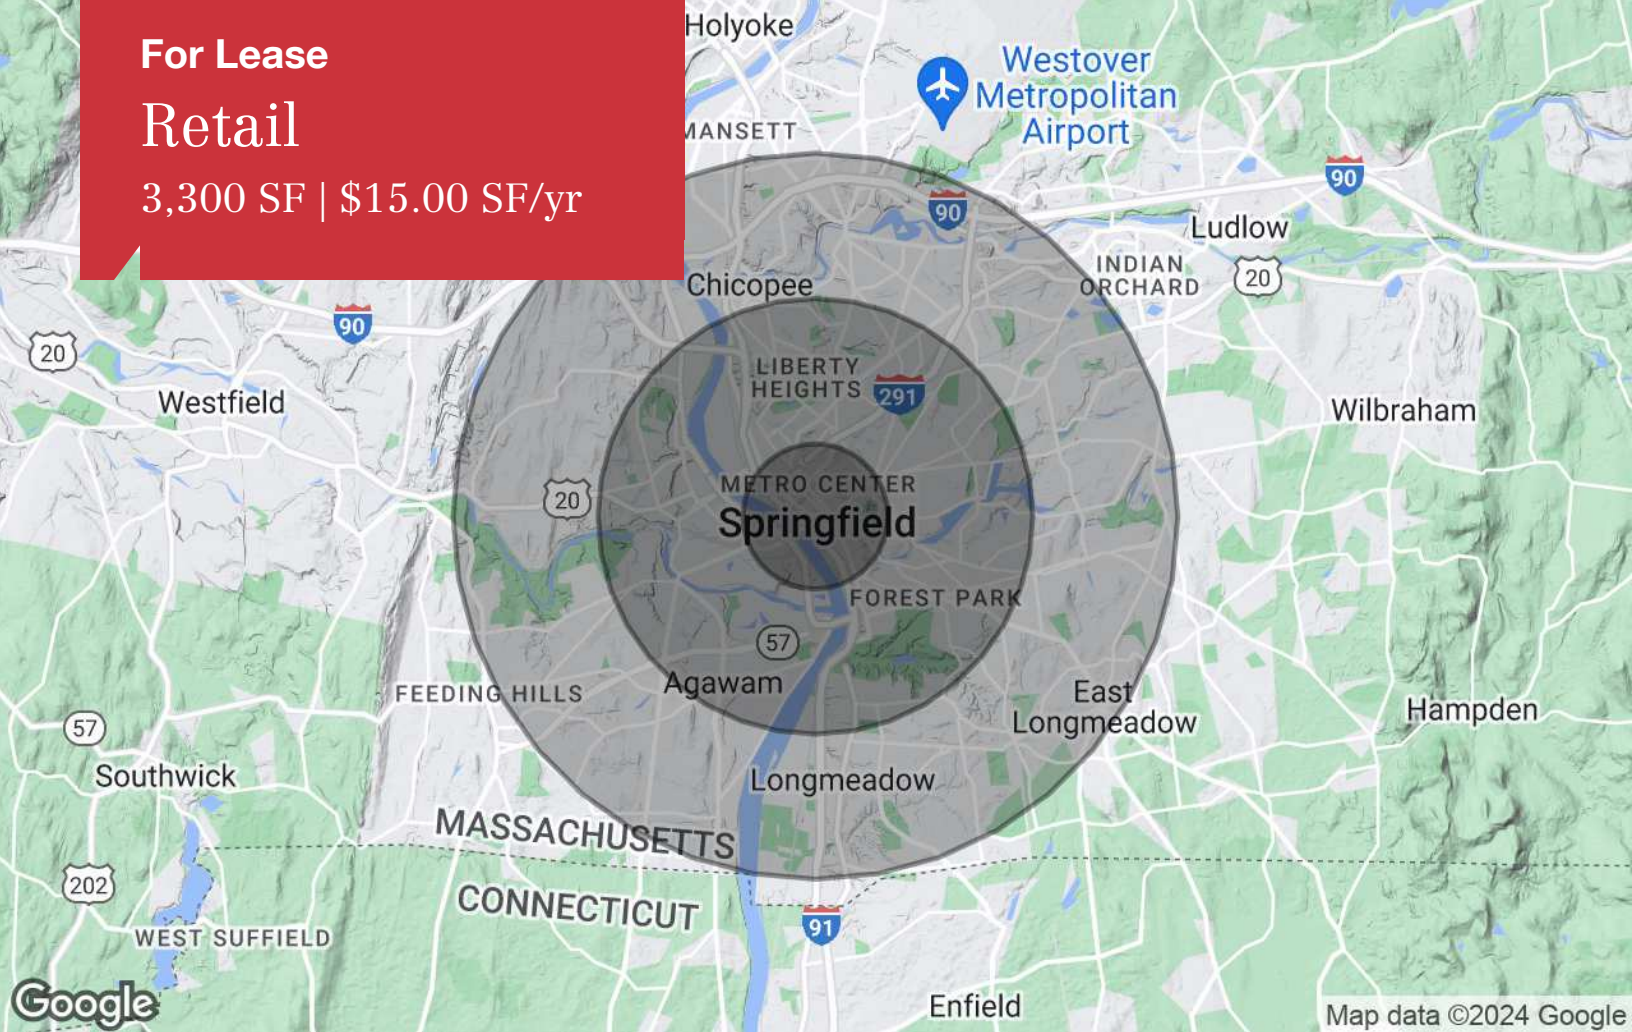 For Lease
Retail
3,300 SF | $15.00 SF/yr
Holyoke
Westover
Metropolitan
Airport
MANSETT
90
90
Ludlow
Chicopee
INDIAN
ORCHARD
20
90
20
LIBERTY
HEIGHTS
291
Westfield
Wilbraham
METRO CENTER
20
Springfield
FOREST PARK
57
Agawam
FEEDING HILLS
East
Longmeadow
Hampden
57
Southwick
Longmeadow
MASSACHUSETTS
202
CONNECTICUT
91
WEST SUFFIELD
Google
Enfield
Map data ©2024 Google